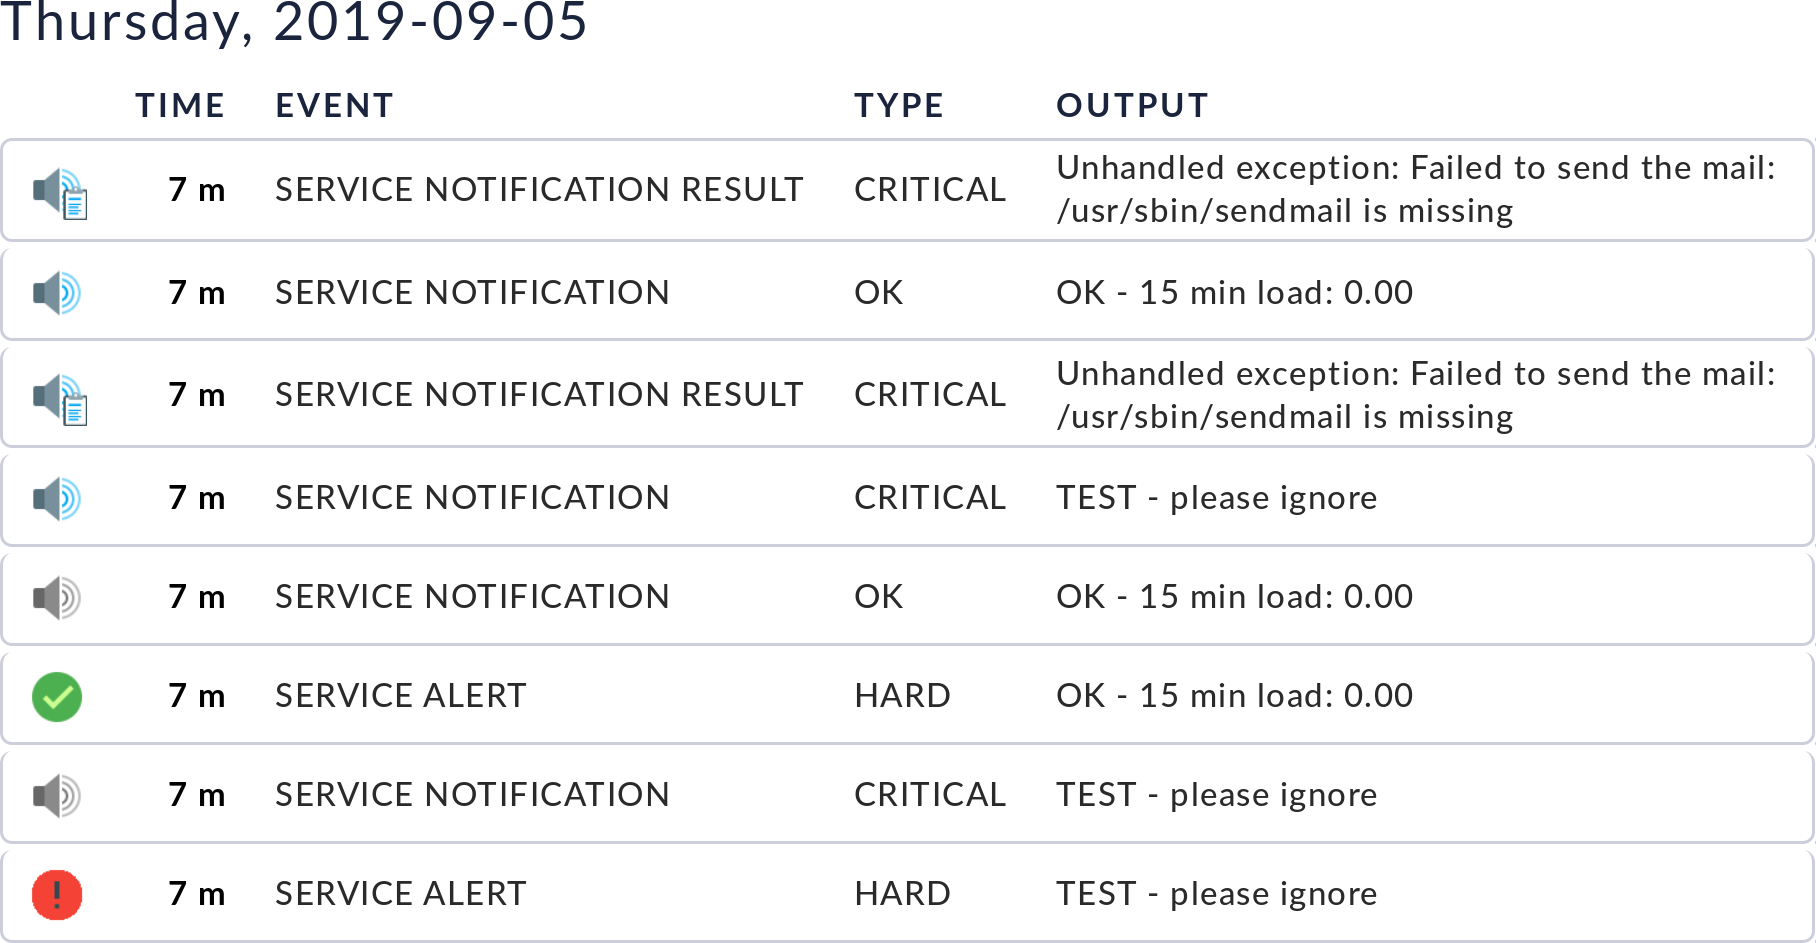 Thursday, 2019-09-05
TIME EVENT TYPE OUTPUT
7 m SERVICE NOTIFICATION RESULT CRITICAL Unhandled exception: Failed to send the mail:
/usr/sbin/sendmail is missing
7 m SERVICE NOTIFICATION OK OK - 15 min load: 0.00
7 m SERVICE NOTIFICATION RESULT CRITICAL Unhandled exception: Failed to send the mail:
/usr/sbin/sendmail is missing
7 m SERVICE NOTIFICATION CRITICAL TEST - please ignore
7 m SERVICE NOTIFICATION OK OK - 15 min load: 0.00
7 m SERVICE ALERT HARD OK - 15 min load: 0.00
7 m SERVICE NOTIFICATION CRITICAL TEST - please ignore
7 m SERVICE ALERT HARD TEST - please ignore